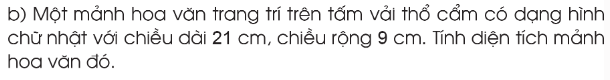 b) Một mảnh hoa văn trang trí trên tấm vải thổ cẩm có dạng hình
chữ nhật với chiều dài 21 cm, chiều rộng 9 cm. Tính diện tích mảnh
hoa văn đó.